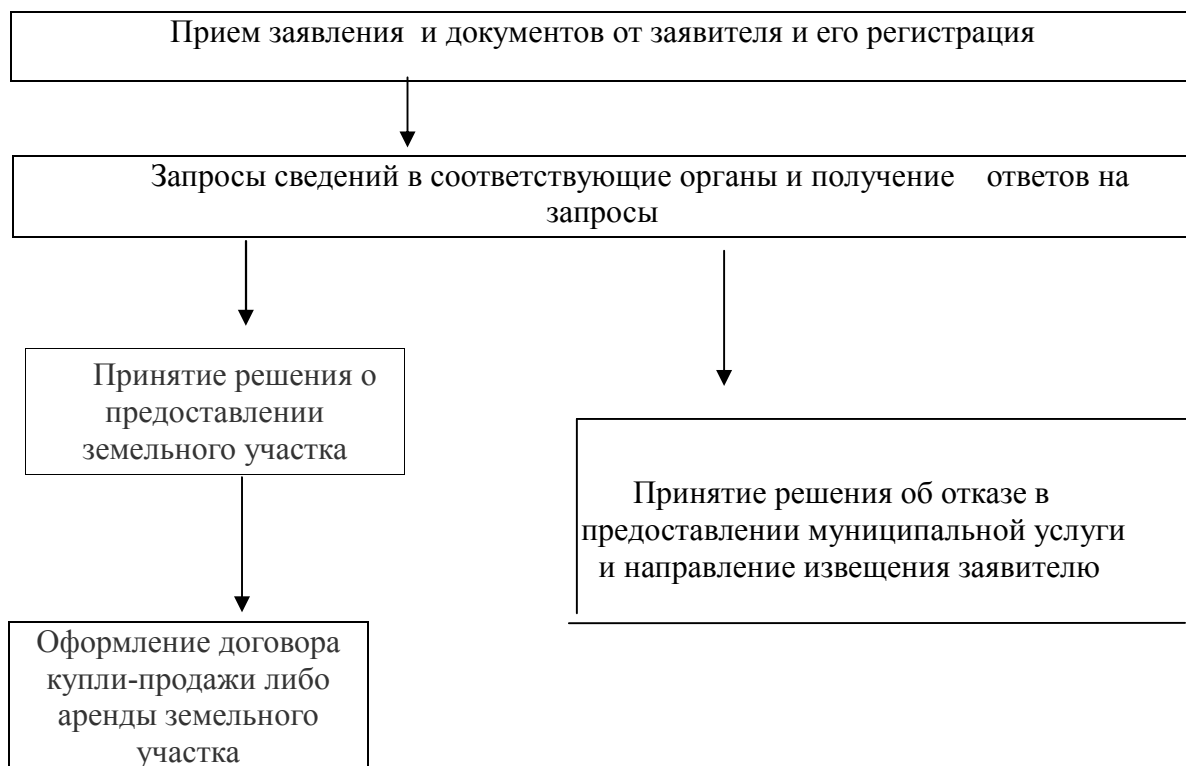 Прием заявления и документов от заявителя и его регистрация
Запросы сведений в соответствующие органы и получение ответов на
запросы
Принятие решения о
предоставлении
земельного участка
Принятие решения об отказе в
предоставлении муниципальной услуги
и направление извещения заявителю
Оформление договора
купли-продажи либо
аренды земельного
участка